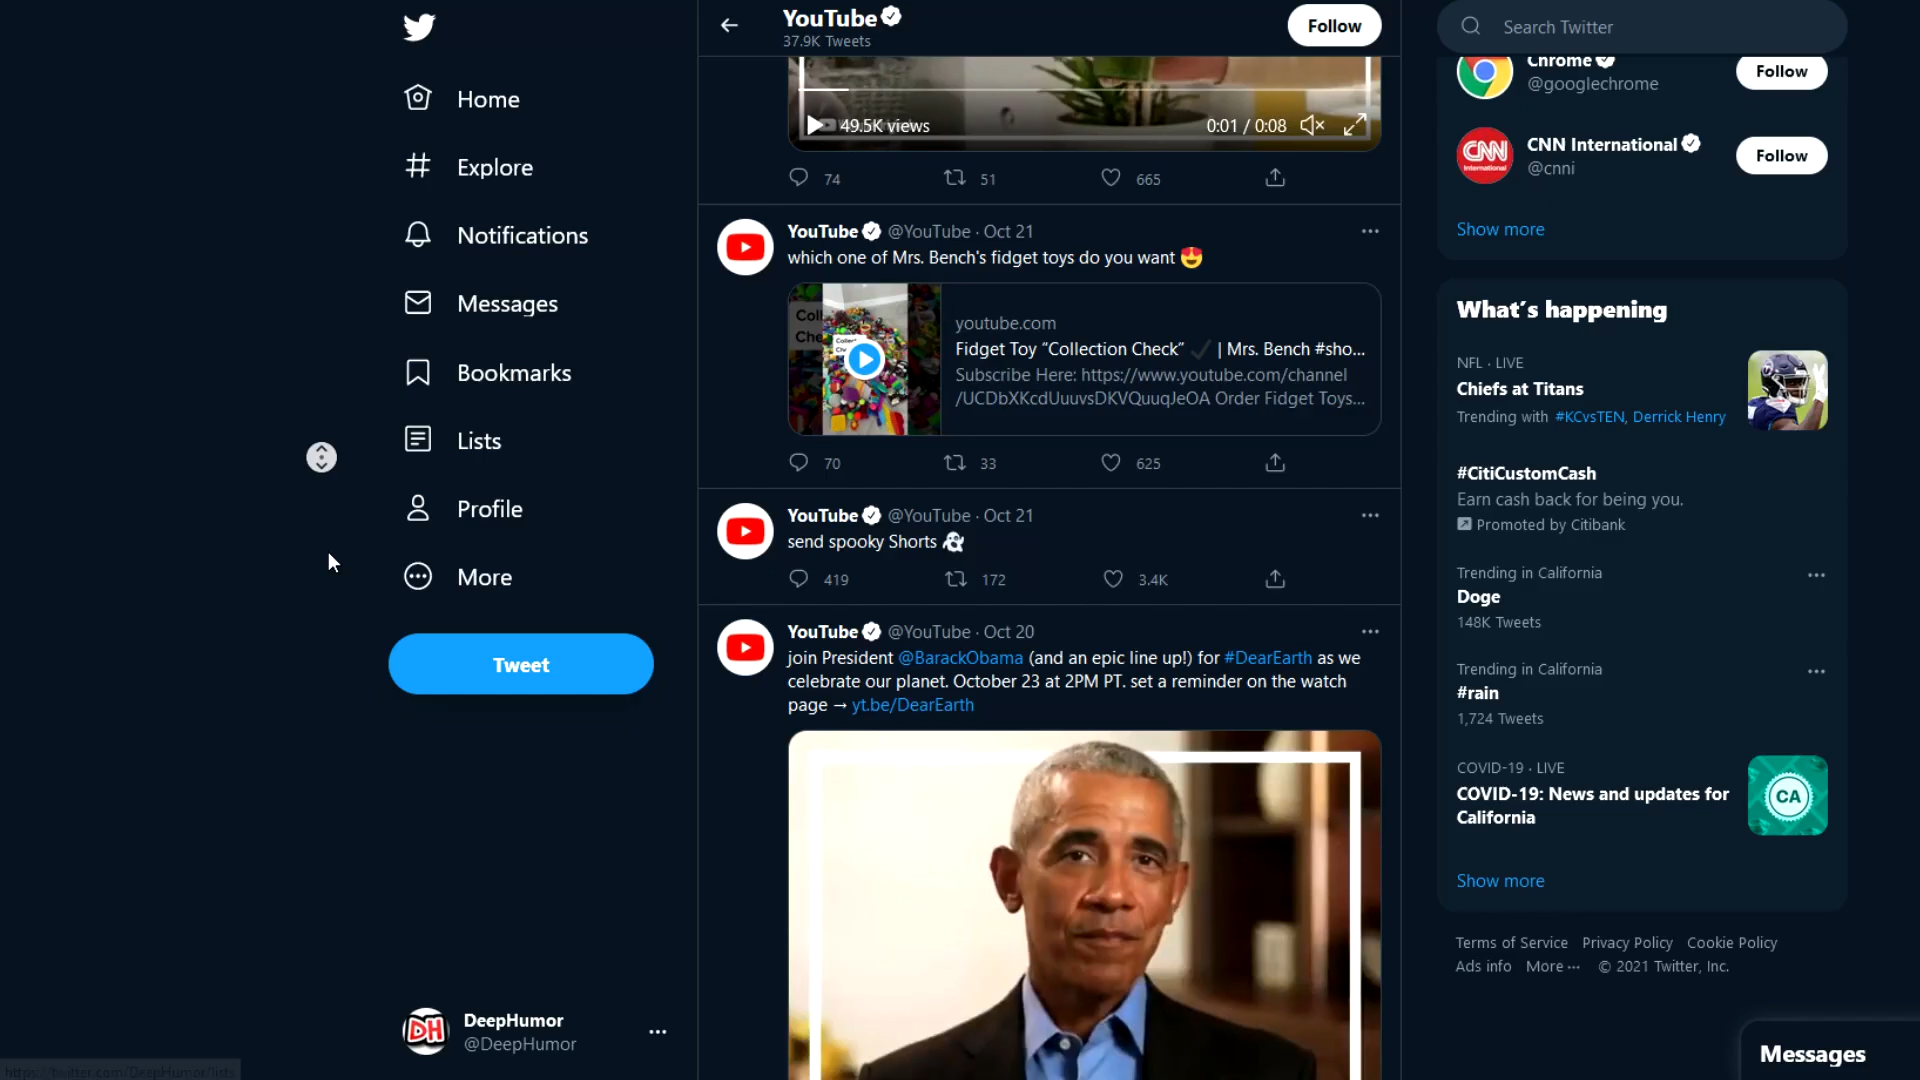 Home
Explore
Notifications
Messages
Bookmarks
Lists
Profile
More
Tweet
DeepHumor
@DeepHumor
https://twitter.com/DeepHumor/lists
YouTube
37.9K Tweets
Follow
49.5K views
0:01 / 0:08
74 51 665
YouTube @YouTube · Oct 21
which one of Mrs. Bench's fidget toys do you want 😍
youtube.com
Fidget Toy “Collection Check” ✔️ | Mrs. Bench #sho...
Subscribe Here: https://www.youtube.com/channel
/UCDbXKcdUuuvsDKVQuuqJeOA Order Fidget Toys...
70 33 625
YouTube @YouTube · Oct 21
send spooky Shorts 👻
419 172 3.4K
YouTube @YouTube · Oct 20
join President @BarackObama (and an epic line up!) for #DearEarth as we
celebrate our planet. October 23 at 2PM PT. set a reminder on the watch
page → yt.be/DearEarth
Search Twitter
Chrome
@googlechrome
Follow
CNN
International
CNN International
@cnni
Follow
Show more
What's happening
NFL · LIVE
Chiefs at Titans
Trending with #KCvsTEN, Derrick Henry
#CitiCustomCash
Earn cash back for being you.
Promoted by Citibank
Trending in California
Doge
148K Tweets
Trending in California
#rain
1,724 Tweets
COVID-19 · LIVE
COVID-19: News and updates for
California
CA
Show more
Terms of Service Privacy Policy Cookie Policy
Ads info More ··· © 2021 Twitter, Inc.
Messages